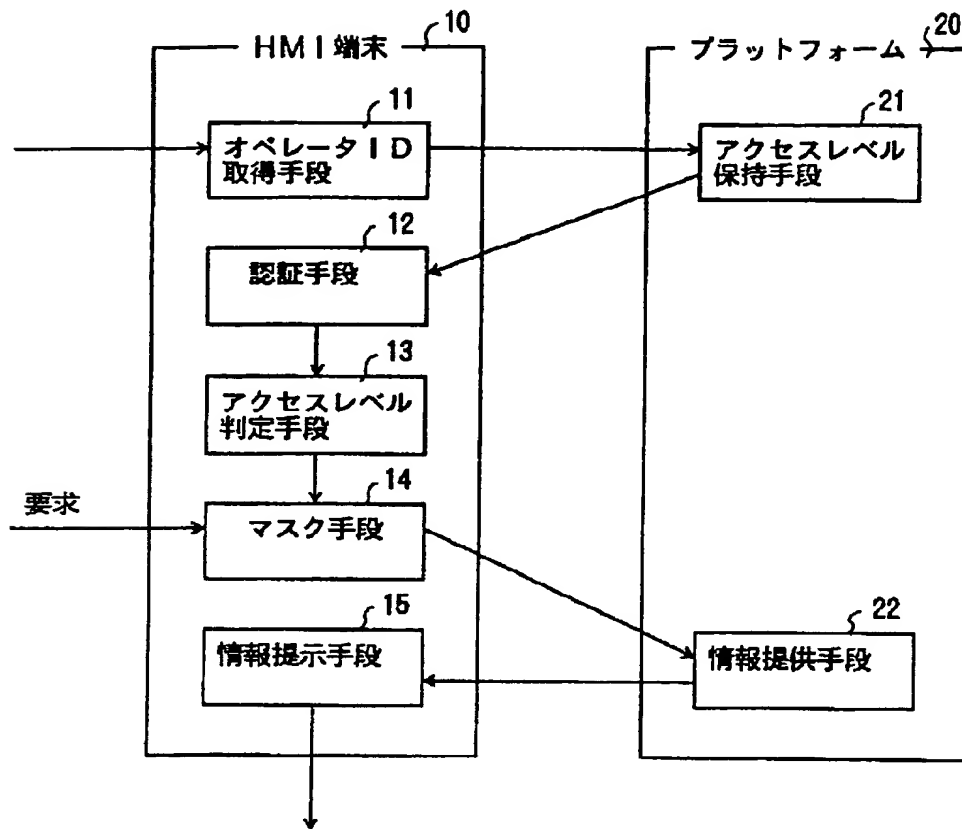 HMI端末
10
プラットフォーム
20
11
オペレータID
取得手段
21
アクセスレベル
保持手段
12
認証手段
13
アクセスレベル
判定手段
要求
14
マスク手段
15
情報提示手段
22
情報提供手段